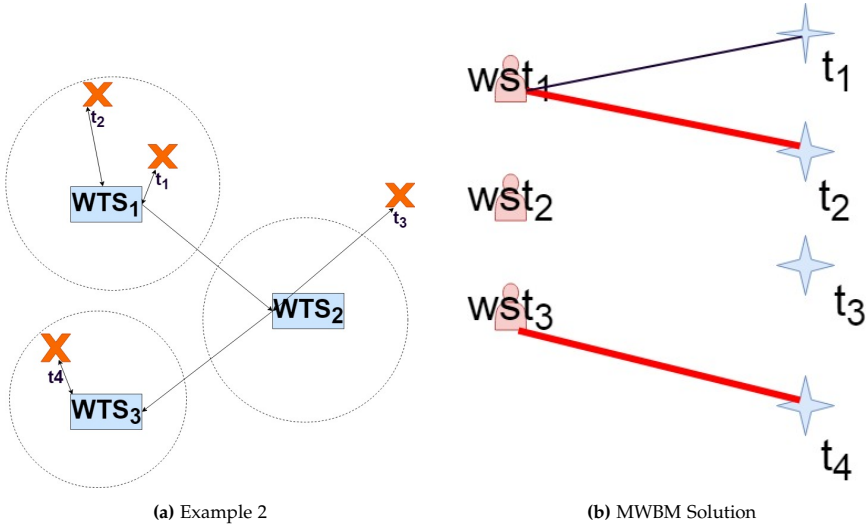 t2
t1
WTS1
t3
WTS2
t4
WTS3
(a) Example 2
wst1
t1
t2
wst2
t3
wst3
t4
(b) MWBM Solution